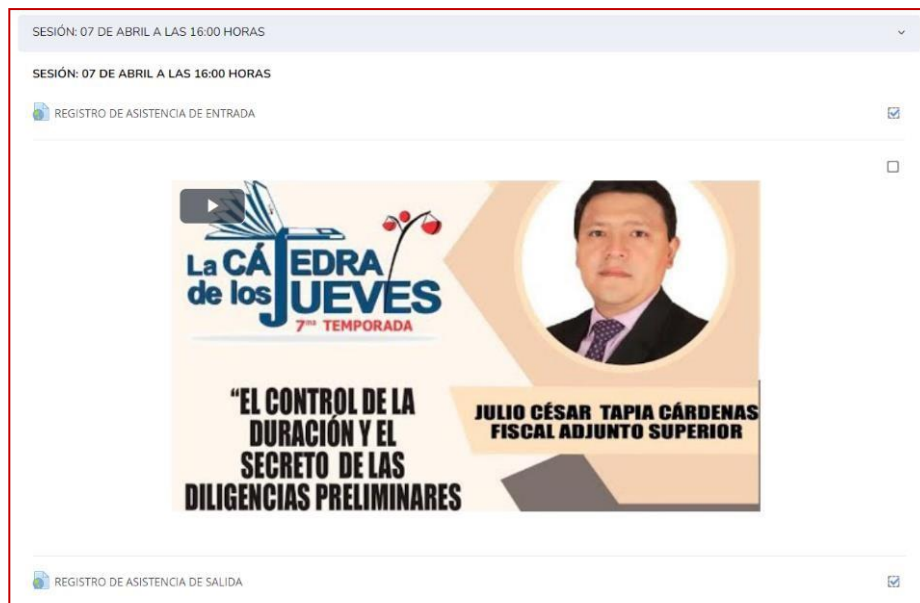 SESIÓN: 07 DE ABRIL A LAS 16:00 HORAS
SESIÓN: 07 DE ABRIL A LAS 16:00 HORAS
REGISTRO DE ASISTENCIA DE ENTRADA
La CÁTEDRA
de los JUEVES
7ma TEMPORADA
“EL CONTROL DE LA
DURACIÓN Y EL
SECRETO DE LAS
DILIGENCIAS PRELIMINARES
JULIO CÉSAR TAPIA CÁRDENAS
FISCAL ADJUNTO SUPERIOR
REGISTRO DE ASISTENCIA DE SALIDA